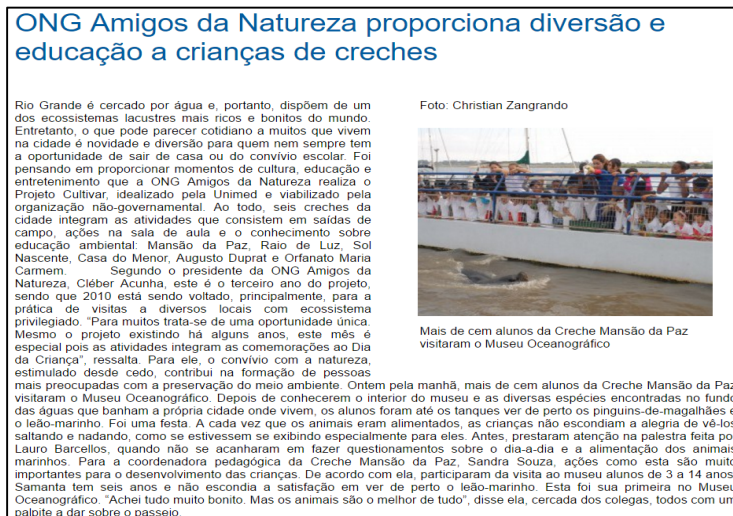 ONG Amigos da Natureza proporciona diversão e
educação a crianças de creches
Rio Grande é cercado por água e, portanto, dispõem de um
dos ecossistemas lacustres mais ricos e bonitos do mundo.
Entretanto, o que pode parecer cotidiano a muitos que vivem
na cidade é novidade e diversão para quem nem sempre tem
a oportunidade de sair de casa ou do convívio escolar. Foi
pensando em proporcionar momentos de cultura, educação e
entretenimento que a ONG Amigos da Natureza realiza o
Projeto Cultivar, idealizado pela Unimed e viabilizado pela
organização não-governamental. Ao todo, seis creches da
cidade integram as atividades que consistem em saídas de
campo, ações na sala de aula e o conhecimento sobre
educação ambiental: Mansão da Paz, Raio de Luz, Sol
Nascente, Casa do Menor, Augusto Duprat e Orfanato Maria
Carmem. Segundo o presidente da ONG Amigos da
Natureza, Cléber Acunha, este é o terceiro ano do projeto,
sendo que 2010 está sendo voltado, principalmente, para a
prática de visitas a diversos locais com ecossistema
privilegiado. “Para muitos trata-se de uma oportunidade única.
Mesmo o projeto existindo há alguns anos, este mês é
especial pois as atividades integram as comemorações ao Dia
da Criança”, ressalta. Para ele, o convívio com a natureza,
estimulado desde cedo, contribui na formação de pessoas
Foto: Christian Zangrando
Mais de cem alunos da Creche Mansão da Paz
visitaram o Museu Oceanográfico
mais preocupadas com a preservação do meio ambiente. Ontem pela manhã, mais de cem alunos da Creche Mansão da Paz
visitaram o Museu Oceanográfico. Depois de conhecerem o interior do museu e as diversas espécies encontradas no fundo
das águas que banham a própria cidade onde vivem, os alunos foram até os tanques ver de perto os pinguins-de-magalhães e
o leão-marinho. Foi uma festa. A cada vez que os animais eram alimentados, as crianças não escondiam a alegria de vê-los
saltando e nadando, como se estivessem se exibindo especialmente para eles. Antes, prestaram atenção na palestra feita po
Lauro Barcellos, quando não se acanharam em fazer questionamentos sobre o dia-a-dia e a alimentação dos animais
marinhos. Para a coordenadora pedagógica da Creche Mansão da Paz, Sandra Souza, ações como esta são muito
importantes para o desenvolvimento das crianças. De acordo com ela, participaram da visita ao museu alunos de 3 a 14 anos
Samanta tem seis anos e não escondia a satisfação em ver de perto o leão-marinho. Esta foi sua primeira no Museu
Oceanográfico. “Achei tudo muito bonito. Mas os animais são o melhor de tudo”, disse ela, cercada dos colegas, todos com um
palpite a dar sobre o passeio.